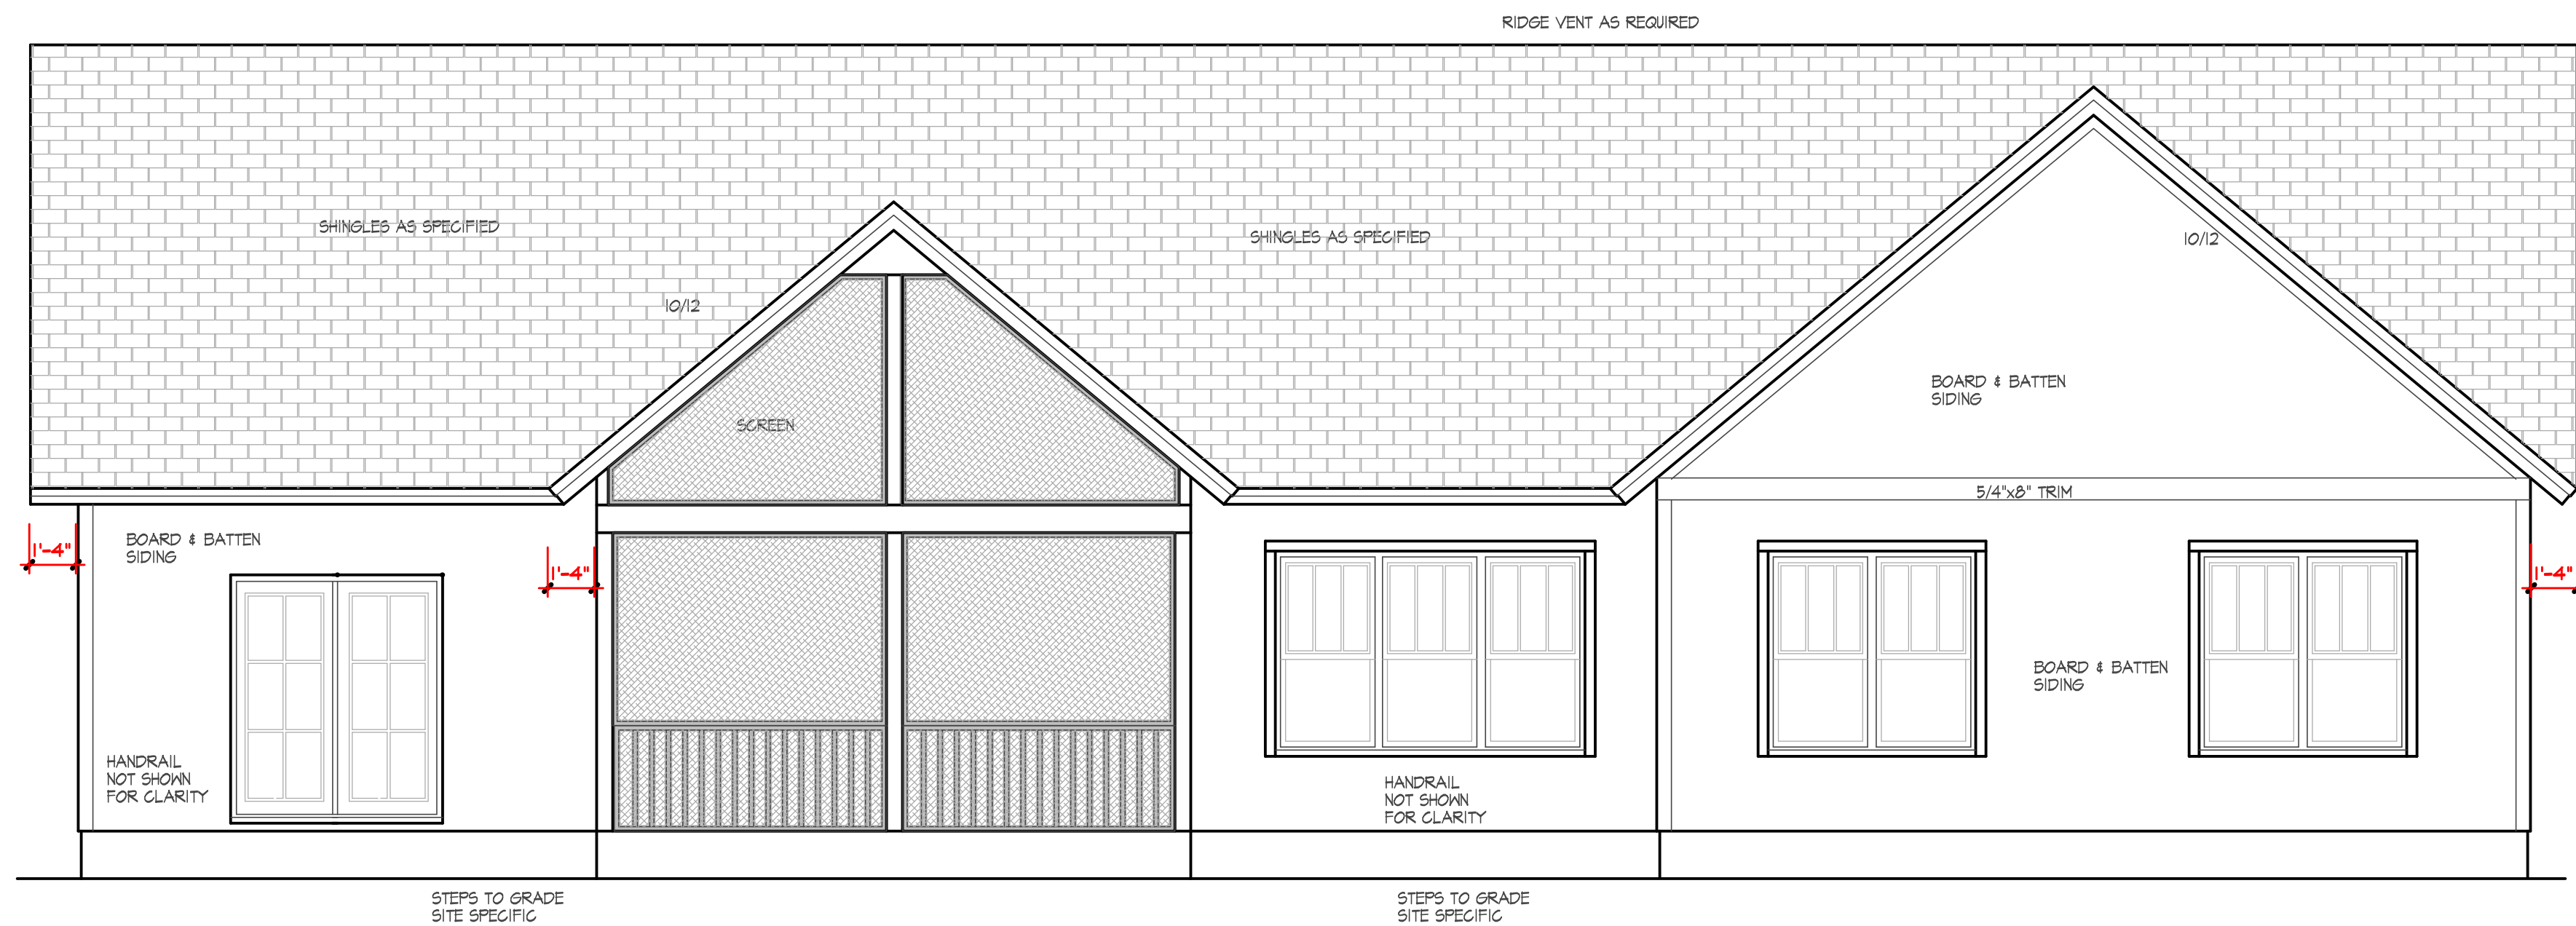 RIDGE VENT AS REQUIRED
SHINGLES AS SPECIFIED
SHINGLES AS SPECIFIED
10/12
10/12
BOARD & BATTEN
SIDING
SCREEN
5/4"x8" TRIM
1'-4"
BOARD & BATTEN
SIDING
1'-4"
1'-4"
BOARD & BATTEN
SIDING
HANDRAIL
NOT SHOWN
FOR CLARITY
HANDRAIL
NOT SHOWN
FOR CLARITY
STEPS TO GRADE
SITE SPECIFIC
STEPS TO GRADE
SITE SPECIFIC